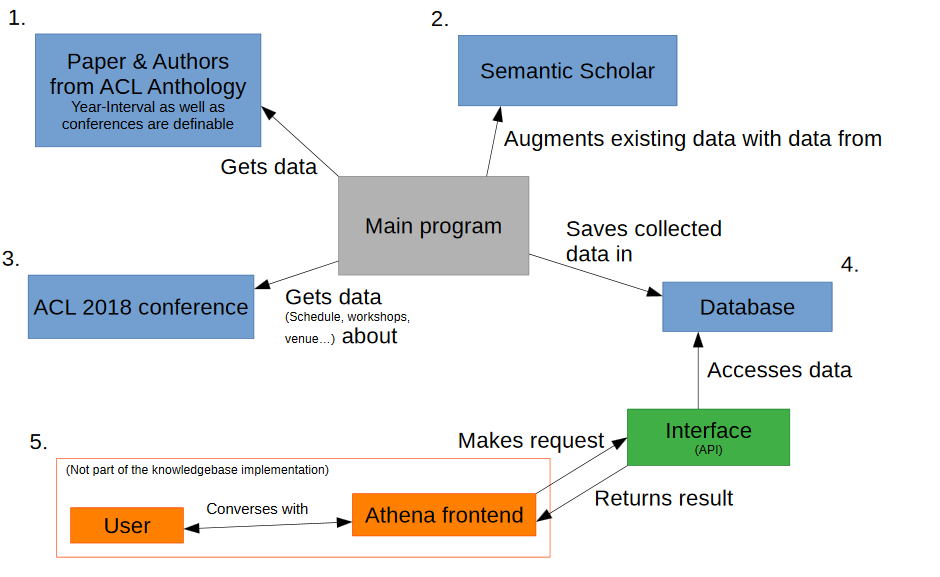 1.
Paper & Authors
from ACL Anthology
Year-Interval as well as
conferences are definable
2.
Semantic Scholar
Augments existing data with data from
Gets data
Main program
Saves collected
data in
3.
ACL 2018 conference
Gets data
(Schedule, workshops,
venue...) about
4.
Database
Accesses data
Interface
(API)
Makes request
Returns result
5.
(Not part of the knowledgebase implementation)
User
Converses with
Athena frontend